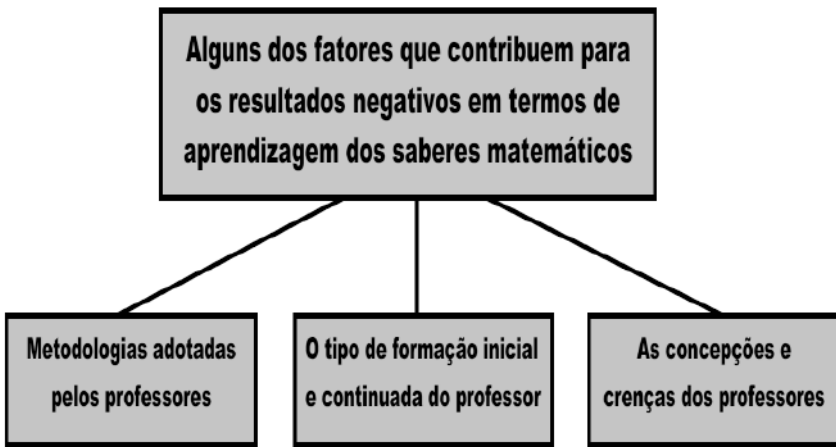 Alguns dos fatores que contribuem para
os resultados negativos em termos de
aprendizagem dos saberes matemáticos
Metodologias adotadas
pelos professores
O tipo de formação inicial
e continuada do professor
As concepções e
crenças dos professores